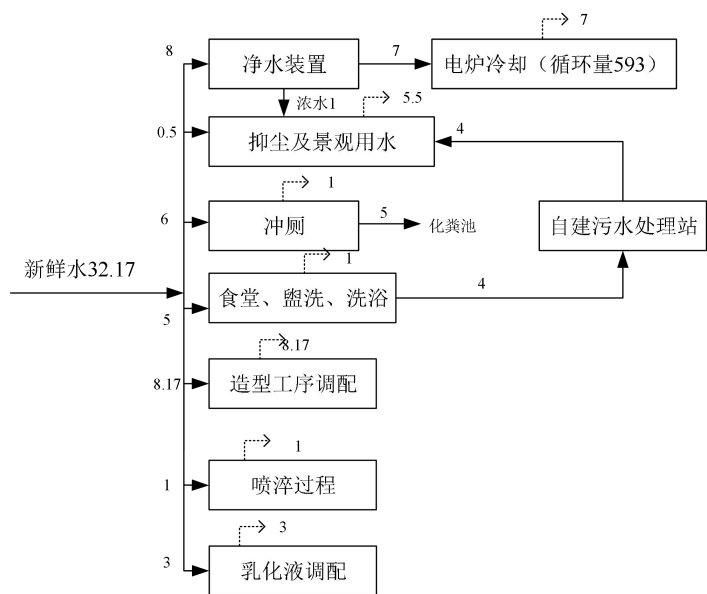 7
8
净水装置
7
电炉冷却（循环量593）
浓水1
5.5
0.5
抑尘及景观用水
4
1
6
冲厕
5
化粪池
自建污水处理站
新鲜水32.17
1
5
食堂、盥洗、洗浴
4
8.17
8.17
造型工序调配
1
1
喷淬过程
3
3
乳化液调配